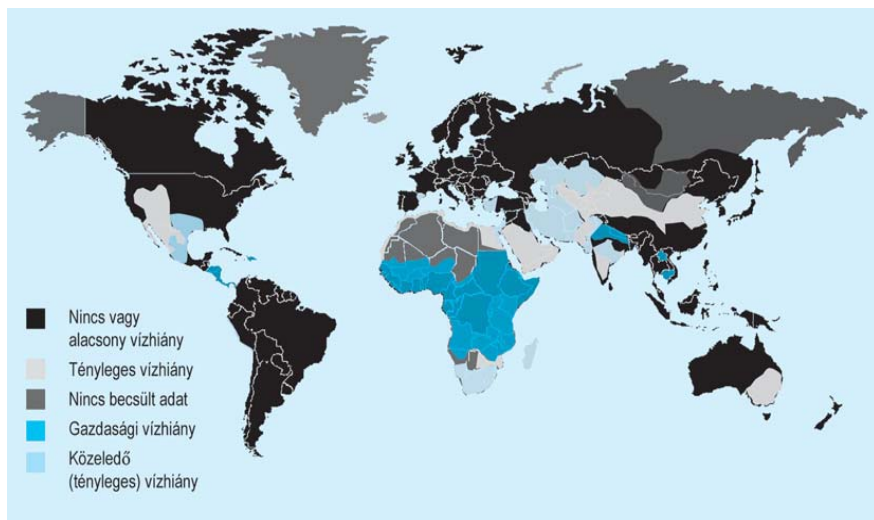 Nincs vagy
alacsony vízhiány
Tényleges vízhiány
Nincs becsült adat
Gazdasági vízhiány
Közeledő
(tényleges) vízhiány